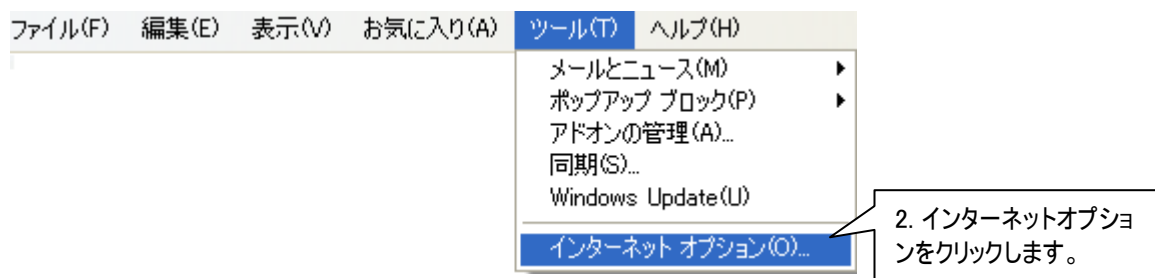 ファイル(F) 編集(E) 表示(V) お気に入り(A) ツール(T) ヘルプ(H)
メールとニュース(M)
ポップアップ ブロック(P)
アドオンの管理(A)...
同期(S)...
Windows Update(U)
インターネット オプション(O)...
2. インターネットオプショ
ンをクリックします。